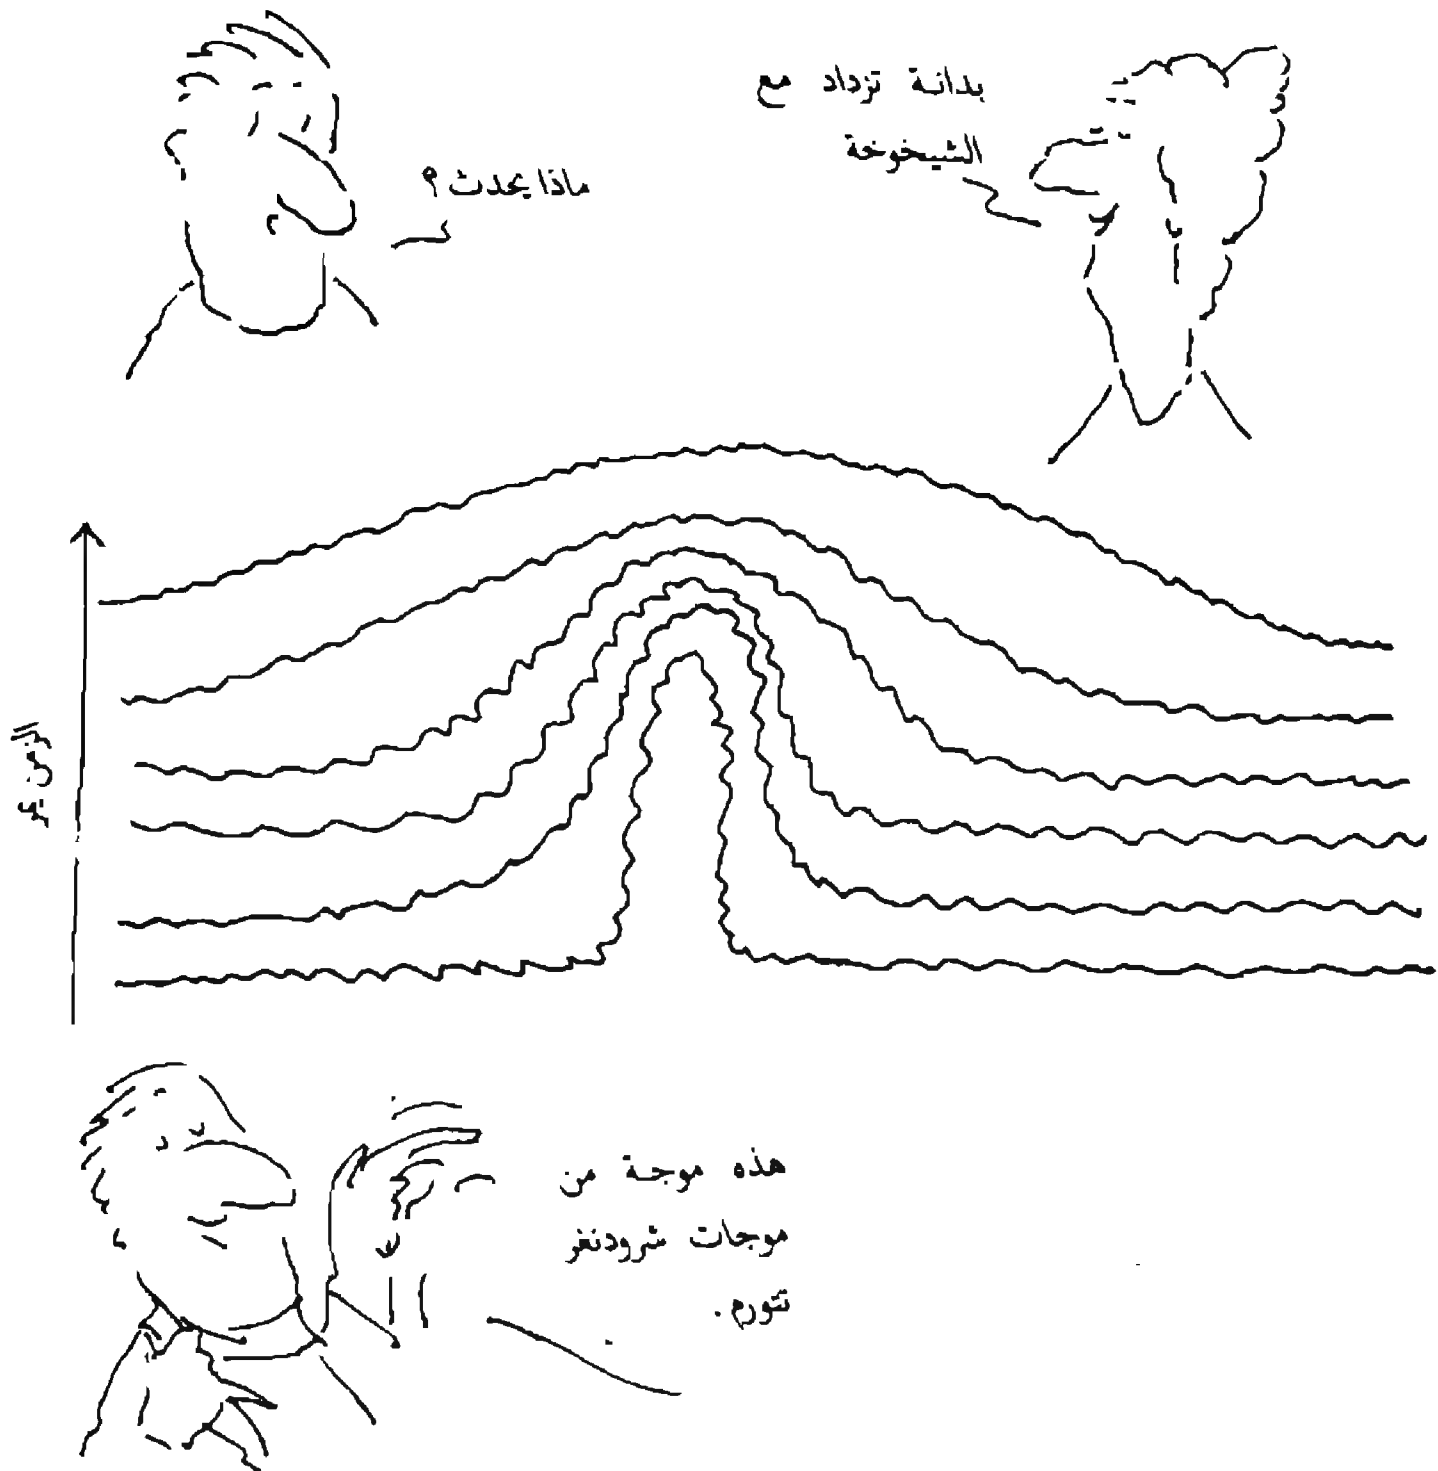 بدانة تزداد مع
الشيخوخة
ماذا يحدث؟
الزمن يمر
هذه موجة من
موجات شرودنغر
تتورم.